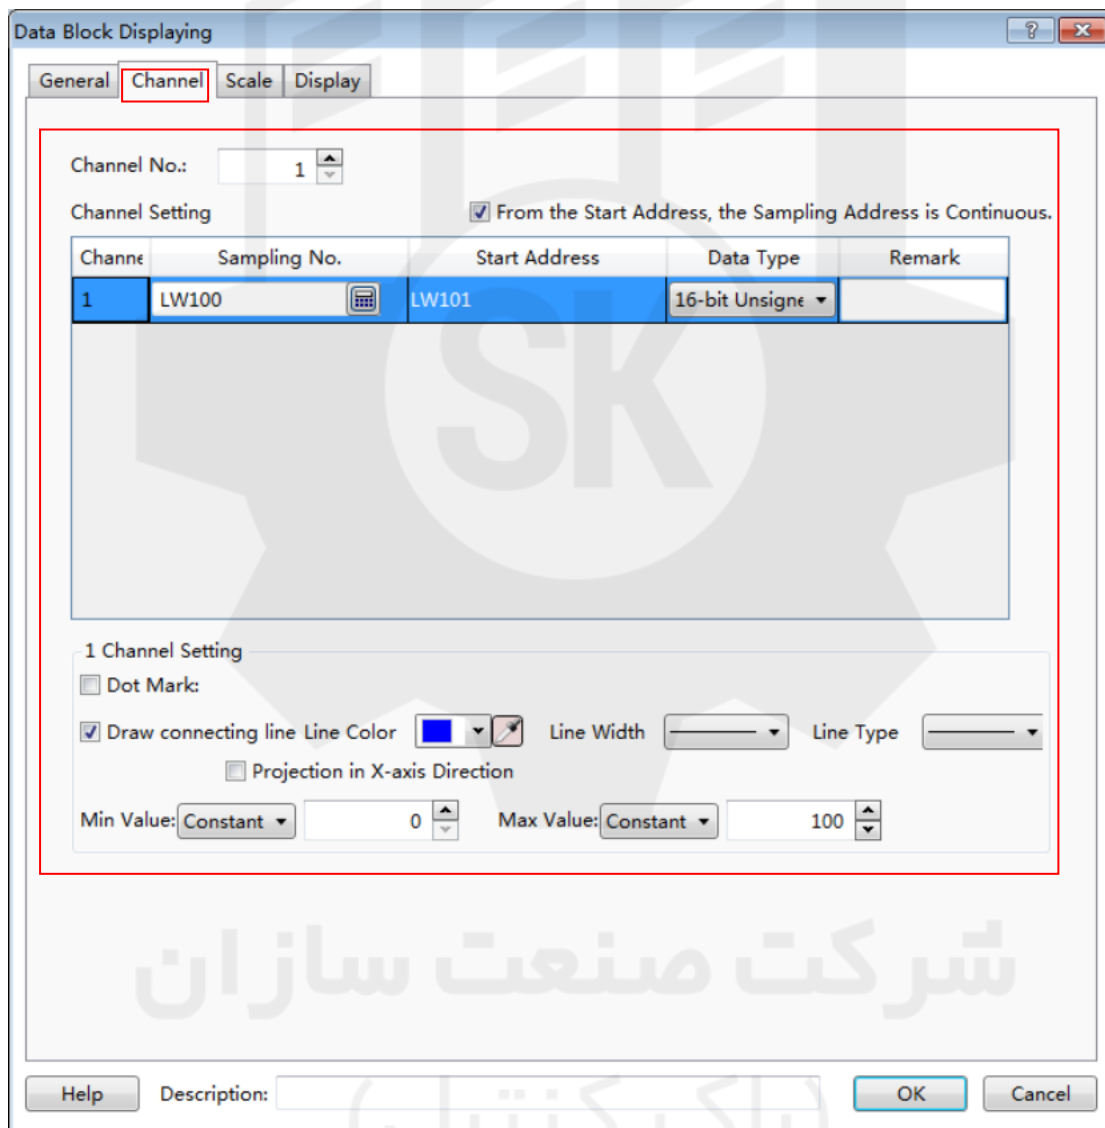 Data Block Displaying
General Channel Scale Display
Channel No.: 1
Channel Setting From the Start Address, the Sampling Address is Continuous.
Channe Sampling No. Start Address Data Type Remark
1 LW100 LW101 16-bit Unsigne
SK
1 Channel Setting
Dot Mark:
Draw connecting line Line Color Line Width Line Type
Projection in X-axis Direction
Min Value: Constant 0 Max Value: Constant 100
شرکت صنعت سازان
Help Description: OK Cancel